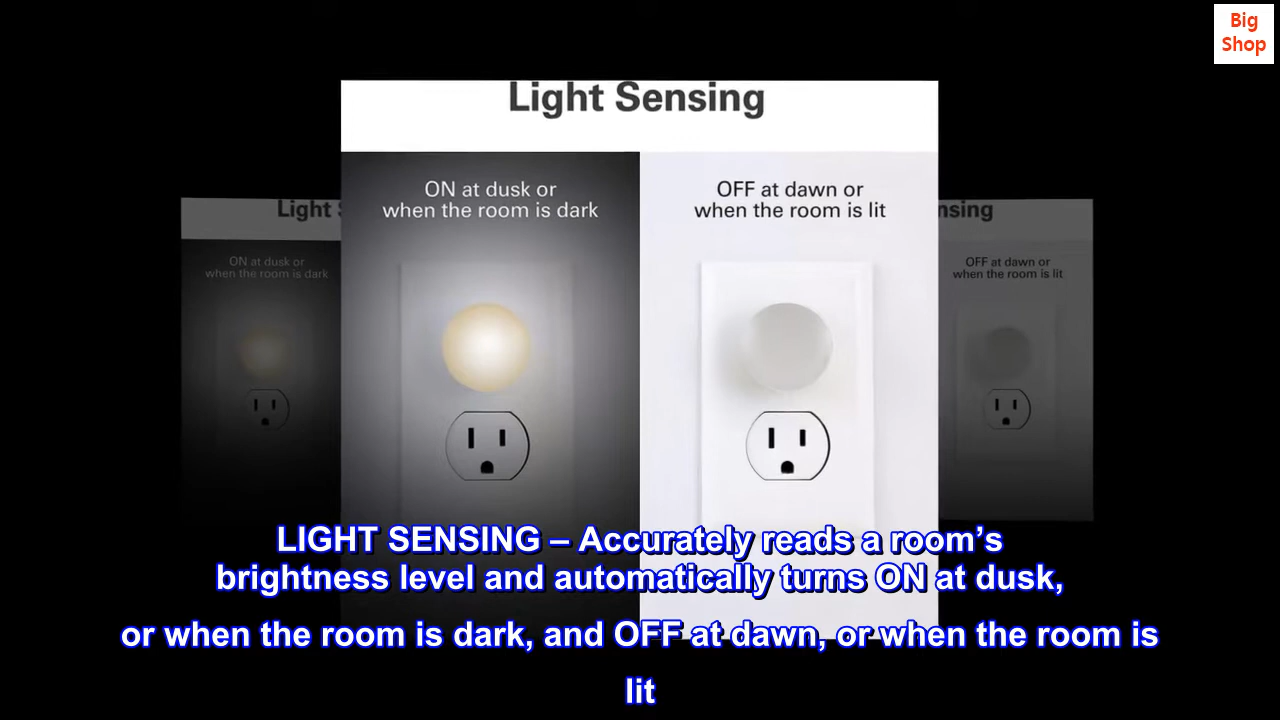 Big
Shop
Light Sensing
ON at dusk or
when the room is dark
OFF at dawn or
when the room is lit
Light S
ON at dusk or
when the room is dark
nsing
OFF at dawn or
when the room is lit
LIGHT SENSING – Accurately reads a room’s
brightness level and automatically turns ON at dusk,
or when the room is dark, and OFF at dawn, or when the room is
lit